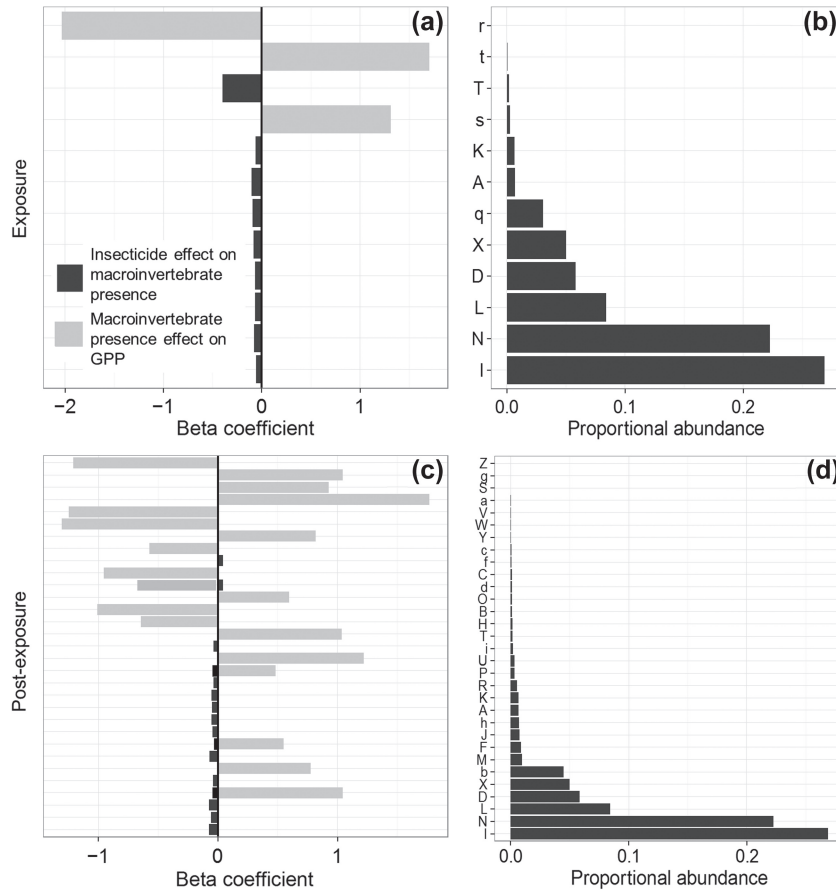 (a)
Exposure
Insecticide effect on
macroinvertebrate
presence
Macroinvertebrate
presence effect on
GPP
−2
−1
0
1
Beta coefficient
(b)
r
t
T
s
K
A
q
X
D
L
N
I
0.0
0.1
0.2
Proportional abundance
(c)
Post-exposure
−1
0
1
Beta coefficient
(d)
Z
g
S
a
V
W
Y
c
f
C
d
O
B
H
T
i
U
P
R
K
A
h
J
F
M
b
X
D
L
N
I
0.0
0.1
0.2
Proportional abundance